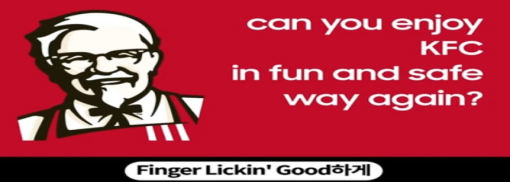 can you enjoy
KFC
in fun and safe
way again?
Finger Lickin' Good하게